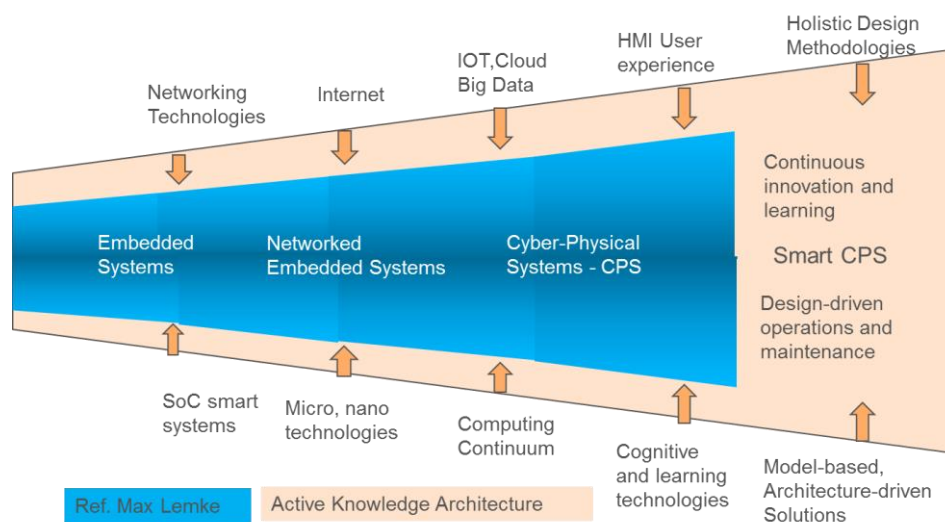 Networking
Technologies
Internet
IOT,Cloud
Big Data
HMI User
experience
Holistic Design
Methodologies
Embedded
Systems
Networked
Embedded Systems
Cyber-Physical
Systems - CPS
Continuous
innovation and
learning
Smart CPS
Design-driven
operations and
maintenance
SoC smart
systems
Micro, nano
technologies
Computing
Continuum
Cognitive
and learning
technologies
Model-based,
Architecture-driven
Solutions
Ref. Max Lemke
Active Knowledge Architecture